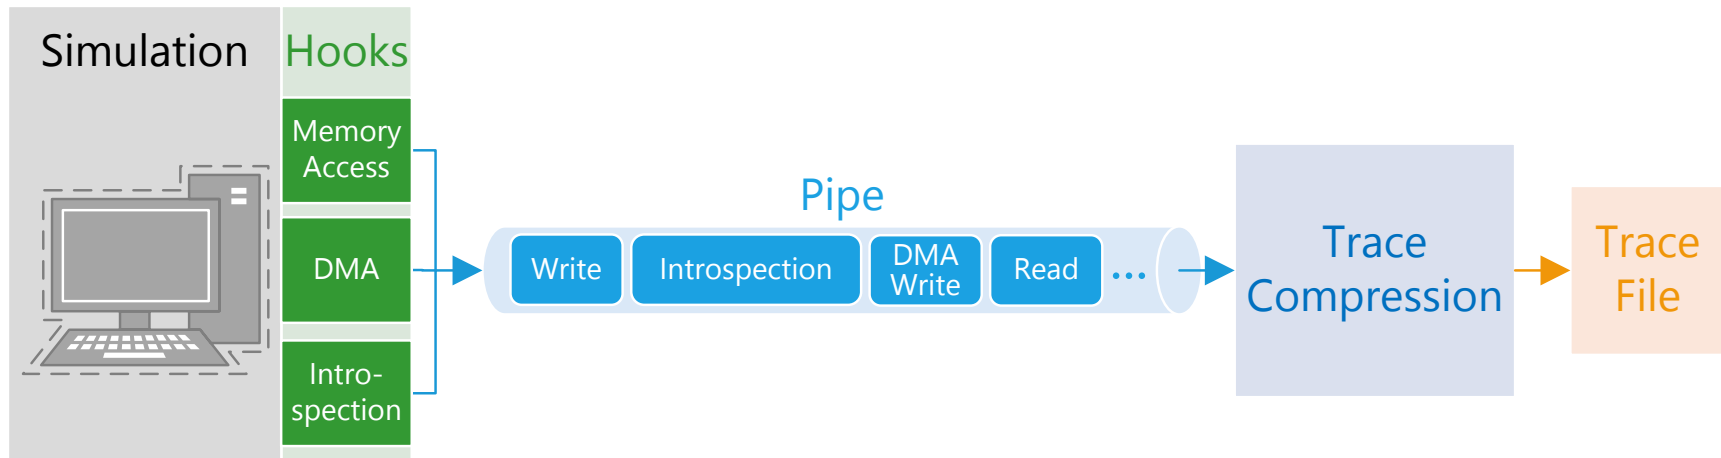 Simulation
Hooks
Memory
Access
DMA
Intro-
spection
Pipe
Write
Introspection
DMA
Write
Read
...
Trace
Compression
Trace
File